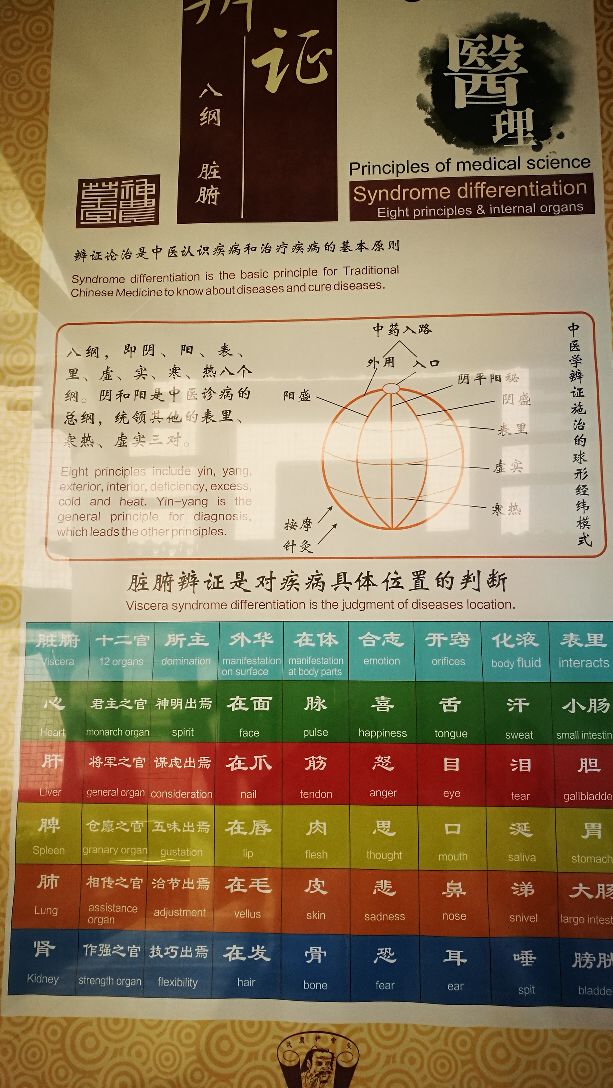 辨证
八纲 脏腑
醫理
Principles of medical science
Syndrome differentiation
Eight principles & internal organs
辨证论治是中医认识疾病和治疗疾病的基本原则
Syndrome differentiation is the basic principle for Traditional
Chinese Medicine to know about diseases and cure diseases.
八纲，即阴、阳、表、
里、虚、实、寒、热八个
纲。阴和阳是中医诊病的
总纲，统领其他的表里、
寒热、虚实三对。
Eight principles include yin, yang,
exterior, interior, deficiency, excess,
cold and heat. Yin-yang is the
general principle for diagnosis,
which leads the other principles.
中药入路
外用 入口
阳盛
阴平阳秘
阴盛
表里
虚实
寒热
按摩
针灸
中医学辨证施治的球形经纬模式
脏腑辨证是对疾病具体位置的判断
Viscera syndrome differentiation is the judgment of diseases location.
脏腑 十二官 所主 外华 在体 合志 开窍 化液 表里
Viscera 12 organs domination manifestation on surface manifestation at body parts emotion orifices body fluid interacts
心 君主之官 神明出焉 在面 脉 喜 舌 汗 小肠
Heart monarch organ spirit face pulse happiness tongue sweat small intestin
肝 将军之官 谋虑出焉 在爪 筋 怒 目 泪 胆
Liver general organ consideration nail tendon anger eye tear gallbladde
脾 仓廪之官 五味出焉 在唇 肉 思 口 涎 胃
Spleen granary organ gustation lip flesh thought mouth saliva stomach
肺 相传之官 治节出焉 在毛 皮 悲 鼻 涕 大肠
Lung assistance organ adjustment vellus skin sadness nose snivel large intest
肾 作强之官 技巧出焉 在发 骨 恐 耳 唾 膀胱
Kidney strength organ flexibility hair bone fear ear spit bladde